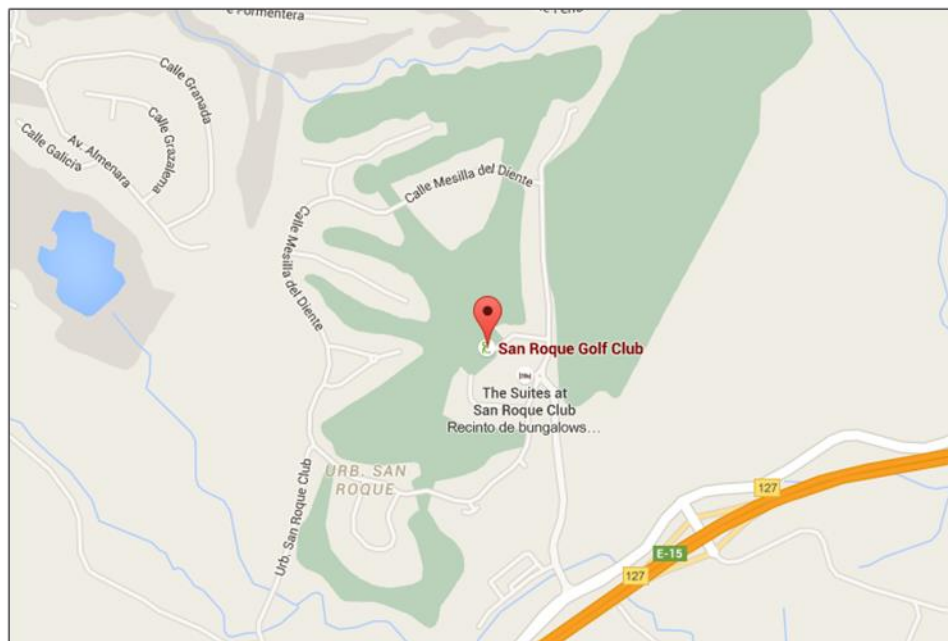 e Formentera
Calle Granada
Calle Grazalema
Av. Almenara
Calle Galicia
Calle Mesilla del Diente
Calle Mesilla del Diente
San Roque Golf Club
The Suites at
San Roque Club
Recinto de bungalows…
URB. SAN
ROQUE
Urb. San Roque Club
127
E-15
127